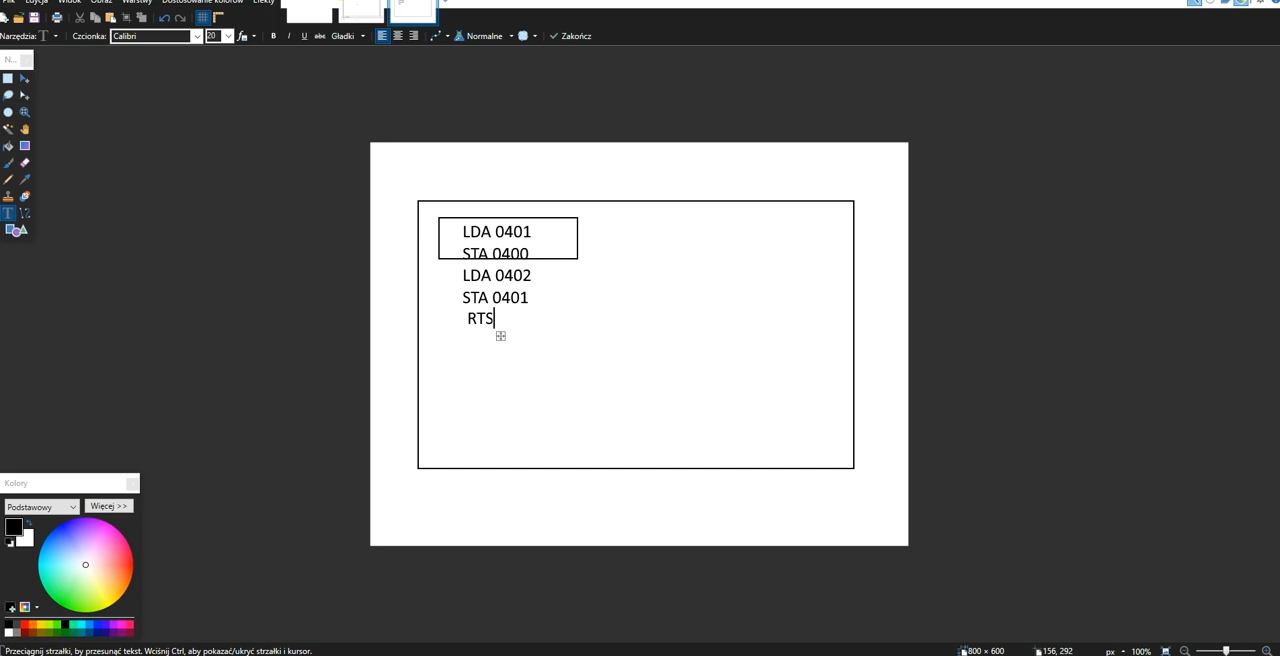 Plik Edycja Widok Obraz Warstwy Dostosowanie kolorów Efekty
Narzędzia: T Czcionka: Calibri 20 B I U abc Gładki Normalne Zakończ
N...
LDA 0401
STA 0400
LDA 0402
STA 0401
RTS
Kolory
Podstawowy Więcej >>
Przeciągnij strzałki, by przesunąć tekst. Wciśnij Ctrl, aby pokazać/ukryć strzałki i kursor. 800 × 600 156, 292 px 100%